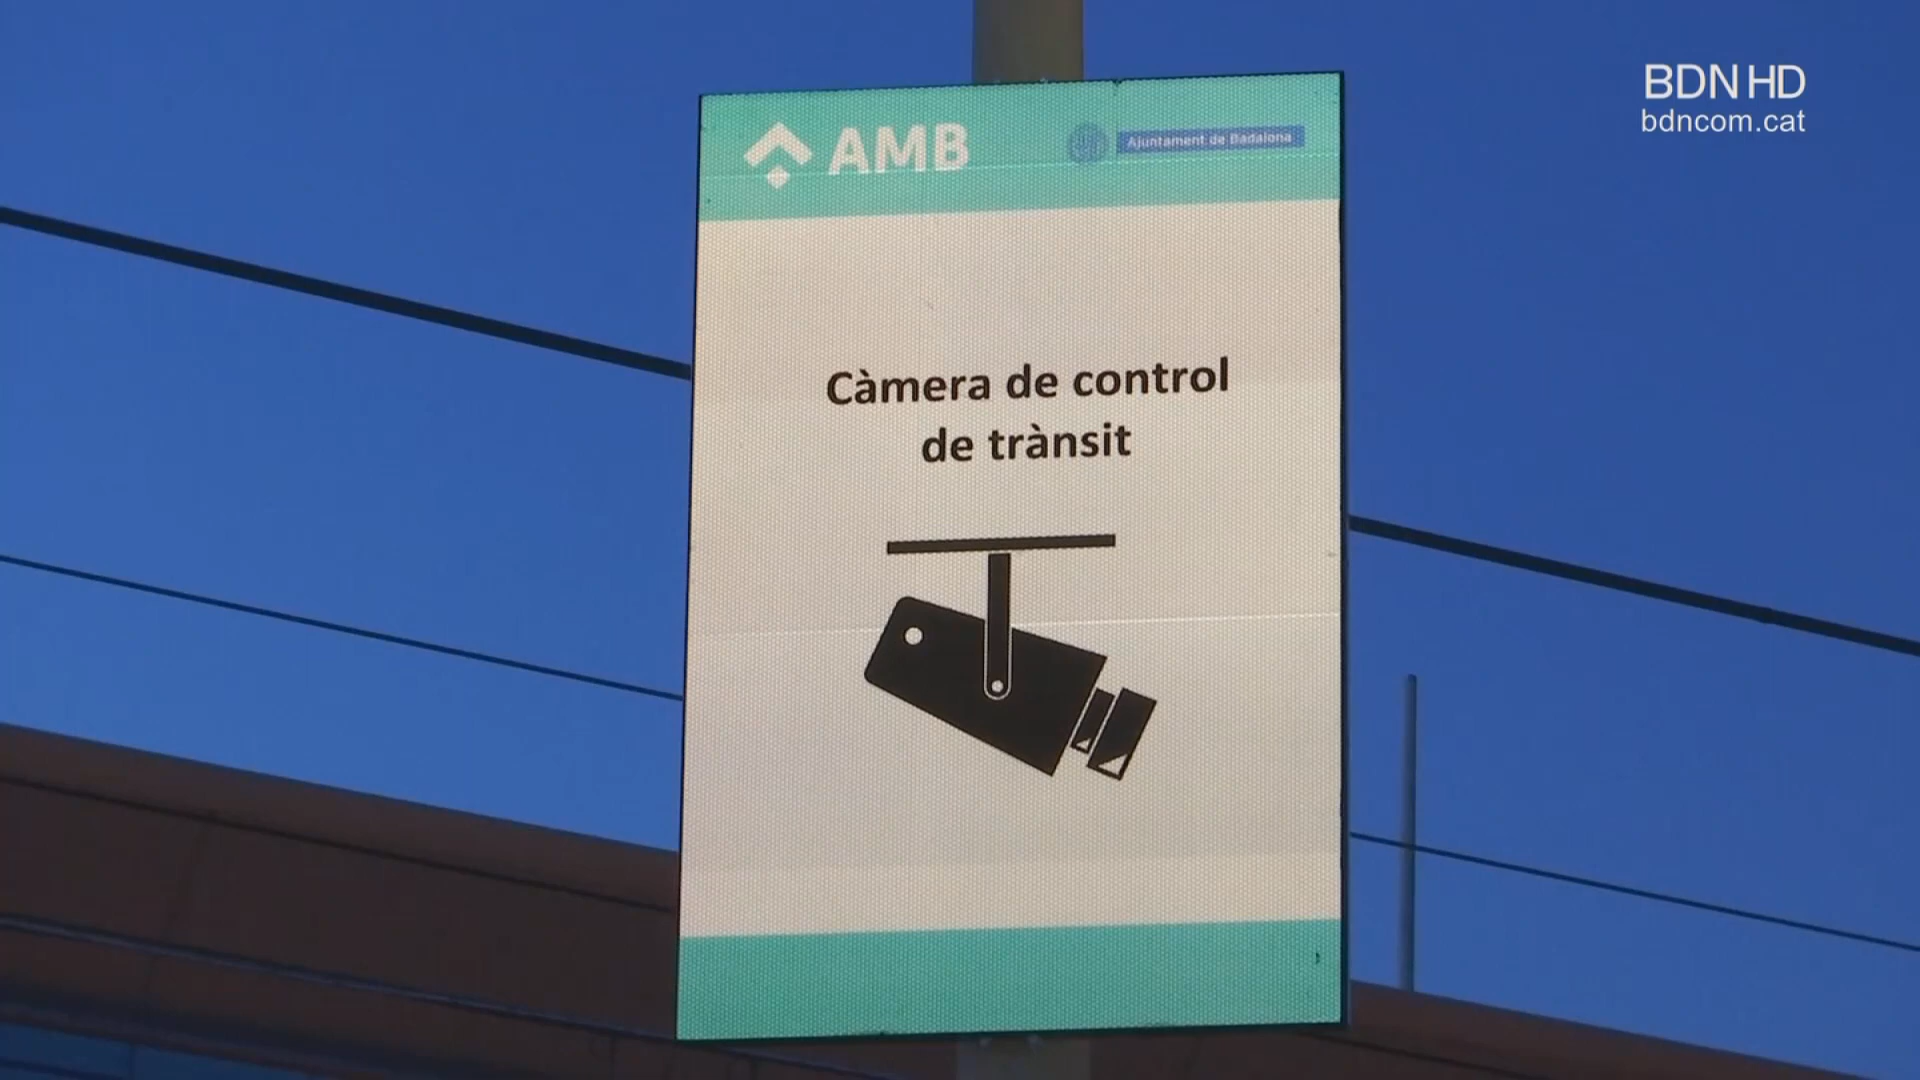 BDN HD
bdncom.cat
AMB
Ajuntament de Badalona
Càmera de control
de trànsit